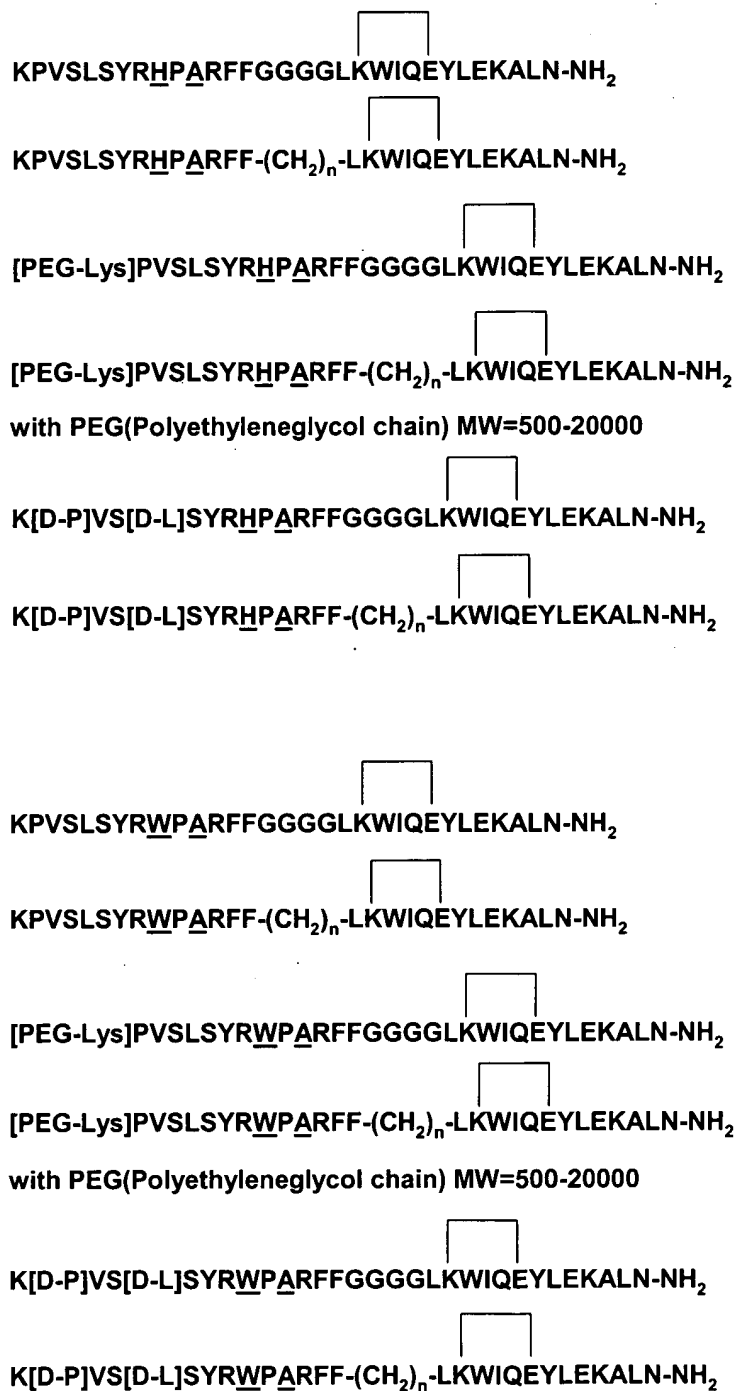 KPVSLSYRHPARFFGGGGLKWIQEYLEKALN-NH₂
KPVSLSYRHPARFF-(CH₂)ₙ-LKWIQEYLEKALN-NH₂
[PEG-Lys]PVSLSYRHPARFFGGGGLKWIQEYLEKALN-NH₂
[PEG-Lys]PVSLSYRHPARFF-(CH₂)ₙ-LKWIQEYLEKALN-NH₂
with PEG(Polyethyleneglycol chain) MW=500-20000
K[D-P]VS[D-L]SYRHPARFFGGGGLKWIQEYLEKALN-NH₂
K[D-P]VS[D-L]SYRHPARFF-(CH₂)ₙ-LKWIQEYLEKALN-NH₂
KPVSLSYRWPARFFGGGGLKWIQEYLEKALN-NH₂
KPVSLSYRWPARFF-(CH₂)ₙ-LKWIQEYLEKALN-NH₂
[PEG-Lys]PVSLSYRWPARFFGGGGLKWIQEYLEKALN-NH₂
[PEG-Lys]PVSLSYRWPARFF-(CH₂)ₙ-LKWIQEYLEKALN-NH₂
with PEG(Polyethyleneglycol chain) MW=500-20000
K[D-P]VS[D-L]SYRWPARFFGGGGLKWIQEYLEKALN-NH₂
K[D-P]VS[D-L]SYRWPARFF-(CH₂)ₙ-LKWIQEYLEKALN-NH₂